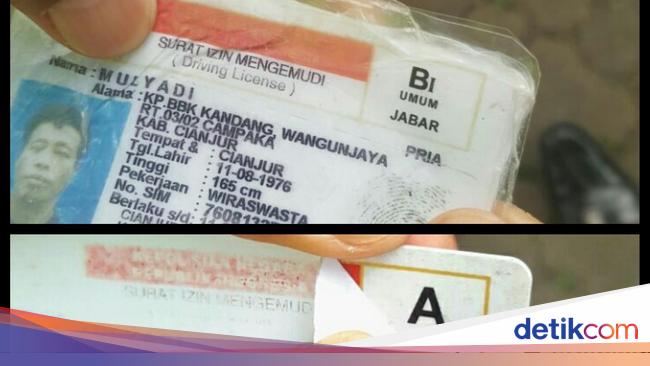 SURAT IZIN MENGEMUDI
( Driving License )
BI
UMUM
JABAR
PRIA
Nama : MULYADI
Alamat : KP.BBK KANDANG, WANGUNJAYA
RT.03/02 CAMPAKA
KAB. CIANJUR
Tempat & : CIANJUR
Tgl.Lahir : 11-08-1976
Tinggi : 165 cm
Pekerjaan : WIRASWASTA
No. SIM :
Berlaku s/d :
CIANJUR
SURAT IZIN MENGEMUDI
A
detikcom